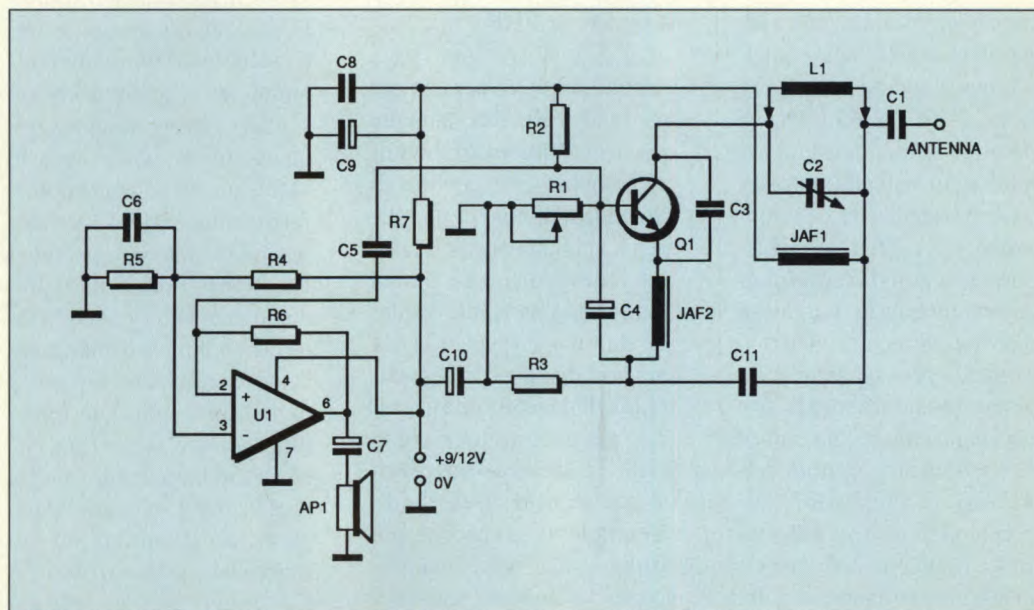 C8
L1
C1
R2
C9
ANTENNA
R1
C2
C6
R7
C3
C5
Q1
R5
R4
JAF1
C4
R6
JAF2
C10
R3
C11
2
4
+
6
U1
3
-
C7
+9/12V
7
0V
AP1